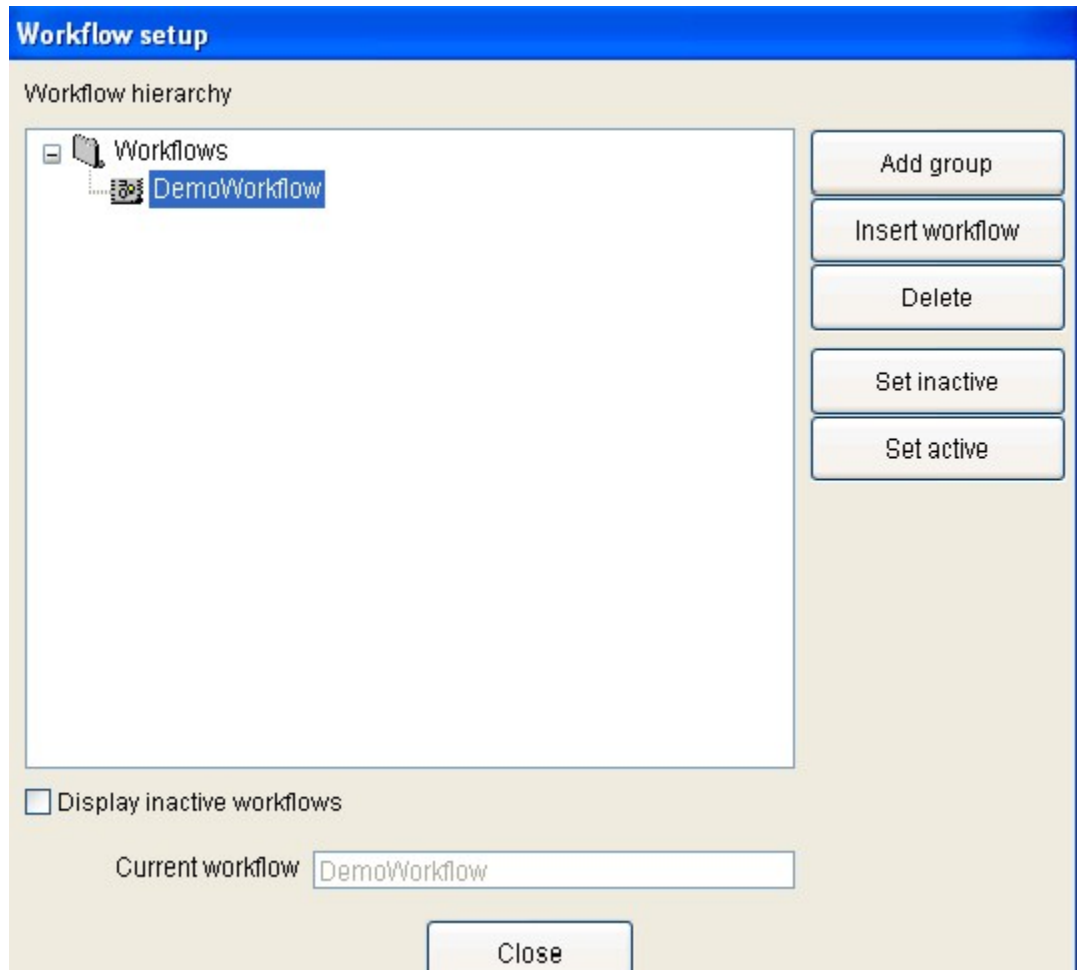 Workflow setup
Workflow hierarchy
Workflows
DemoWorkflow
Add group
Insert workflow
Delete
Set inactive
Set active
Display inactive workflows
Current workflow DemoWorkflow
Close